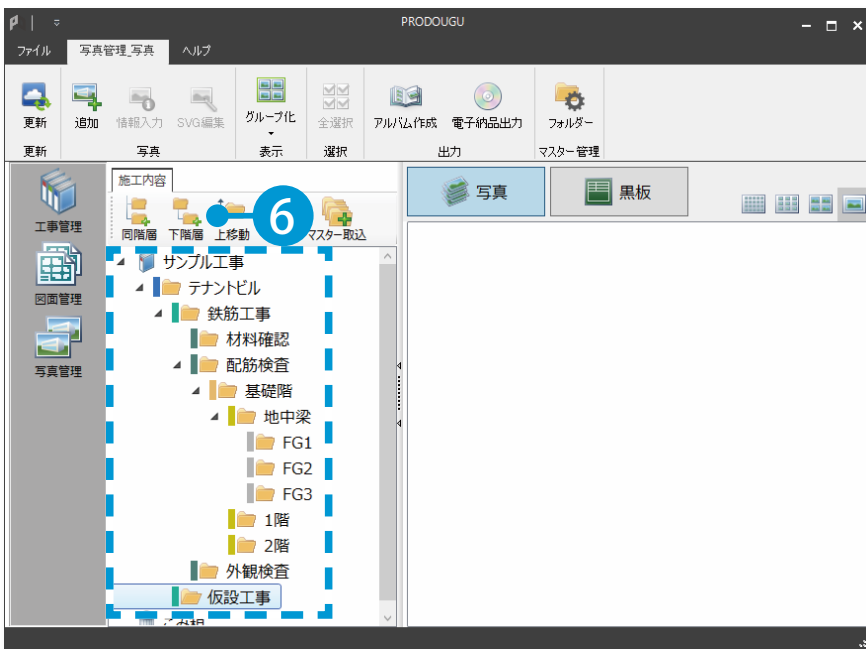 PRODOUGU
ファイル 写真管理_写真 ヘルプ
更新 追加 情報入力 SVG編集 グループ化 全選択 アルバム作成 電子納品出力 フォルダー
更新 写真 表示 選択 出力 マスター管理
施工内容
同階層 下階層 上移動 6 マスター取込
写真 黒板
工事管理
図面管理
写真管理
サンプル工事
テナントビル
鉄筋工事
材料確認
配筋検査
基礎階
地中梁
FG1
FG2
FG3
1階
2階
外観検査
仮設工事
ごみ箱